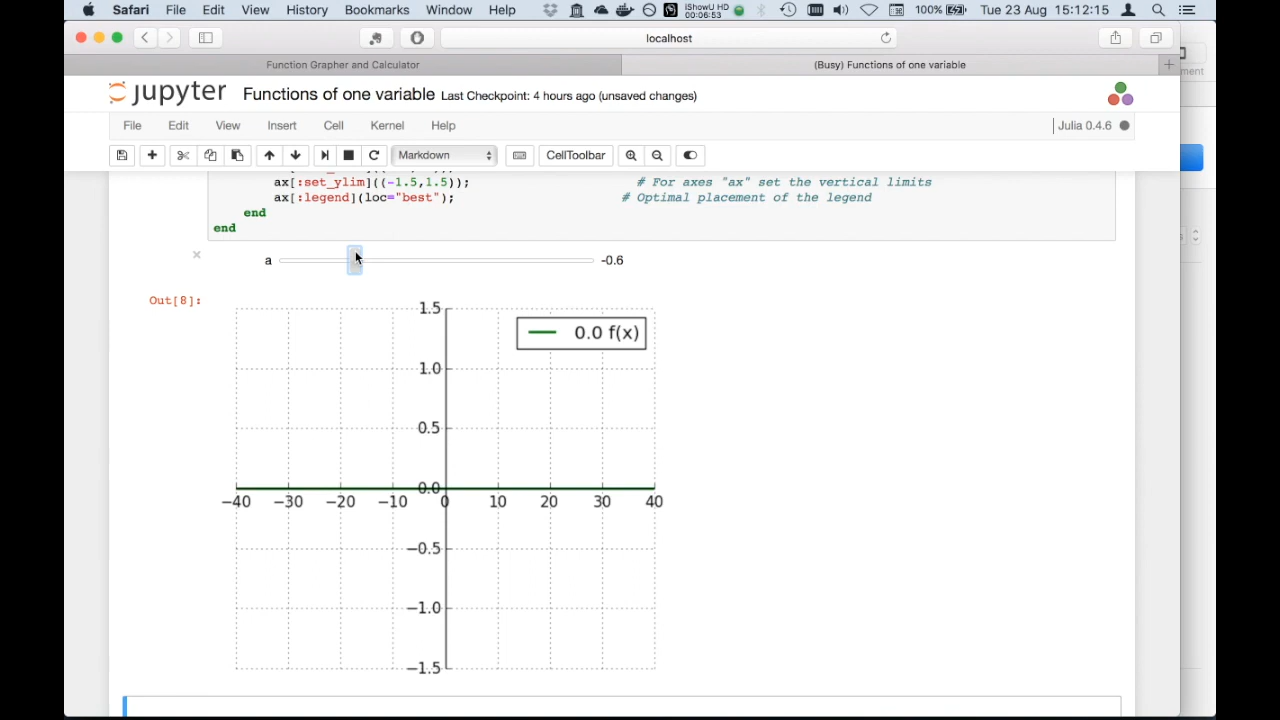 Safari File Edit View History Bookmarks Window Help iShowU HD 00:06:53 100% Tue 23 Aug 15:12:15
localhost
Function Grapher and Calculator (Busy) Functions of one variable
jupyter Functions of one variable Last Checkpoint: 4 hours ago (unsaved changes)
File Edit View Insert Cell Kernel Help Julia 0.4.6
Markdown CellToolbar
ax[:set_ylim]((-1.5,1.5)); # For axes "ax" set the vertical limits
ax[:legend](loc="best"); # Optimal placement of the legend
end
end
a -0.6
Out[8]:
1.5
0.0 f(x)
1.0
0.5
0.0
−40 −30 −20 −10 0 10 20 30 40
−0.5
−1.0
−1.5